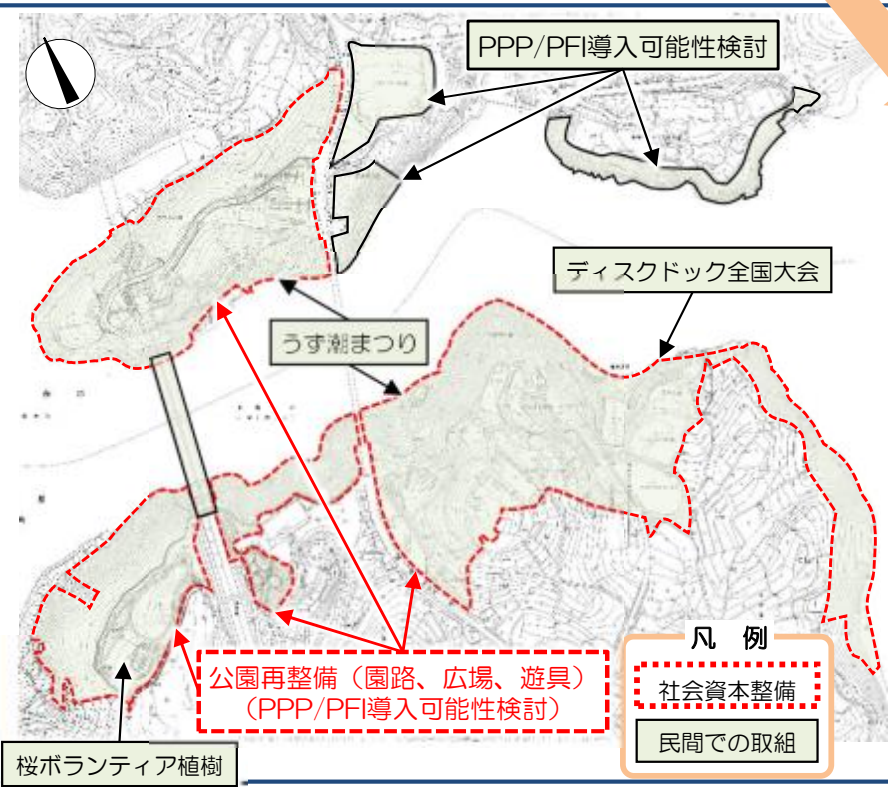 PPP/PFI導入可能性検討
ディスクドック全国大会
うず潮まつり
公園再整備（園路、広場、遊具）
（PPP/PFI導入可能性検討）
桜ボランティア植樹
凡 例
社会資本整備
民間での取組